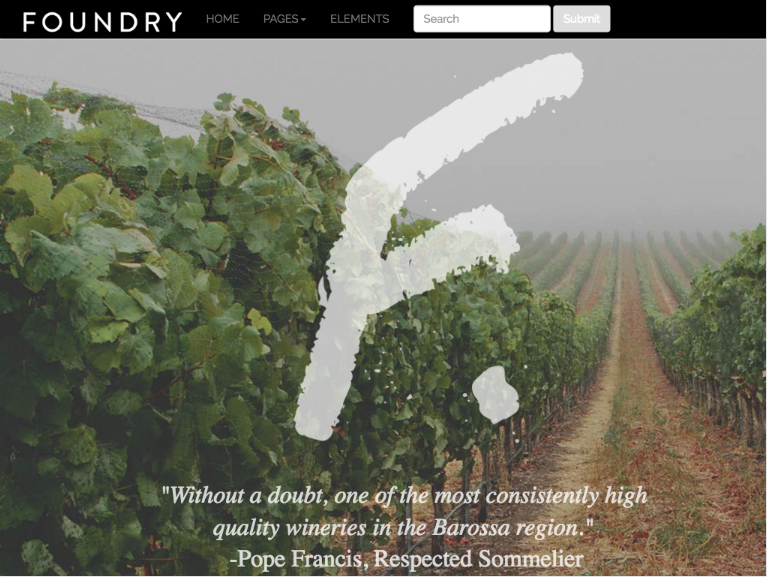 FOUNDRY HOME PAGES ELEMENTS Search Submit
F.
"Without a doubt, one of the most consistently high
quality wineries in the Barossa region."
-Pope Francis, Respected Sommelier